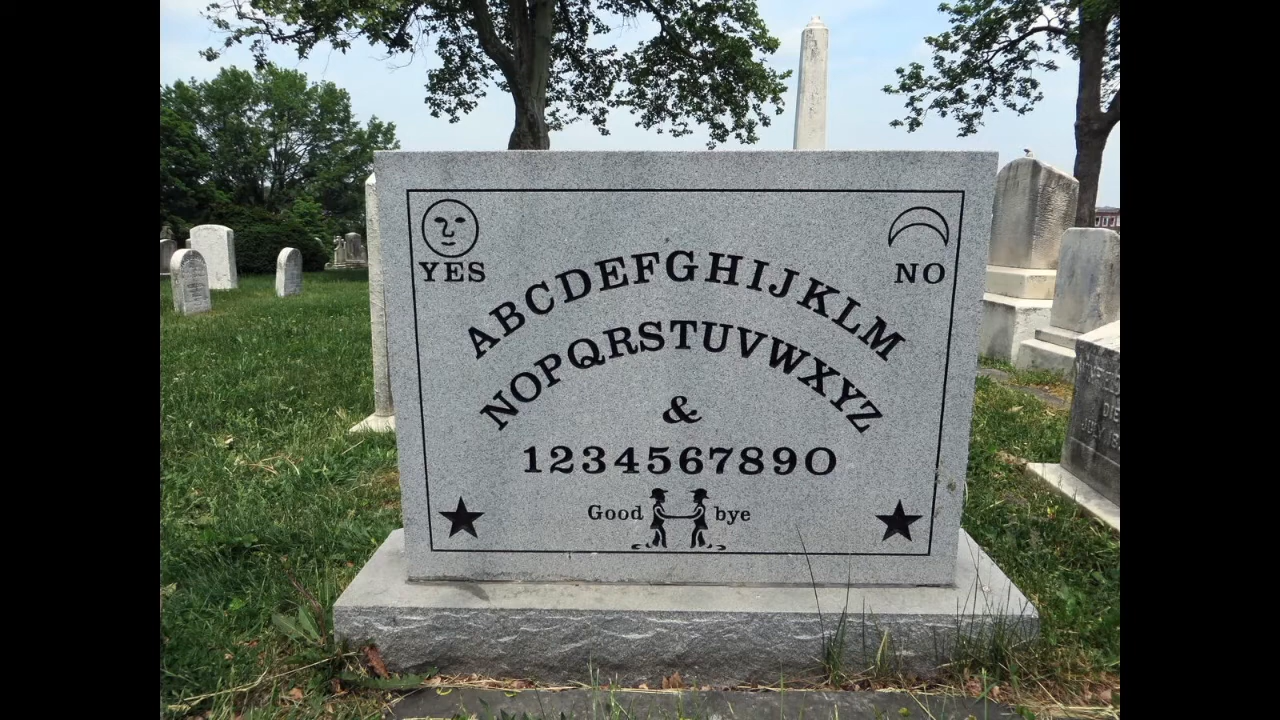 YES
NO
ABCDEFGHIJKLM
NOPQRSTUVWXYZ
&
1234567890
Good bye